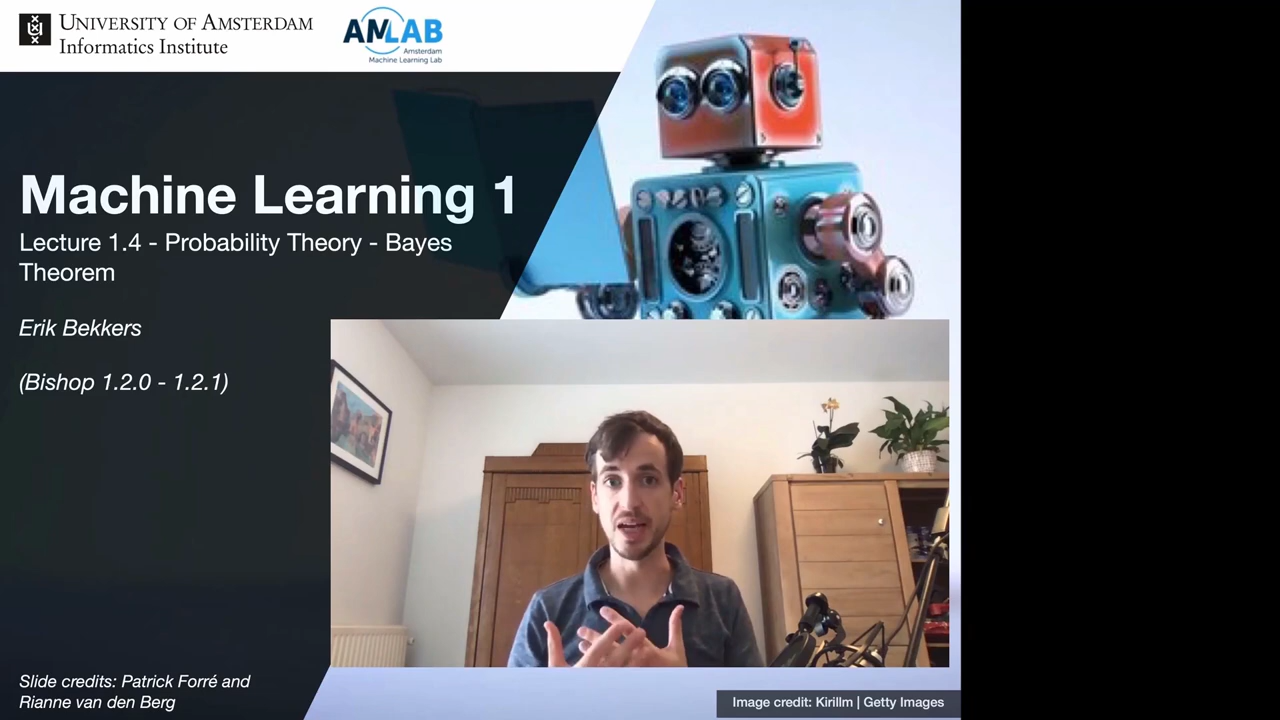 UNIVERSITY OF AMSTERDAM
Informatics Institute
AMLAB
Amsterdam
Machine Learning Lab
Machine Learning 1
Lecture 1.4 - Probability Theory - Bayes
Theorem
Erik Bekkers
(Bishop 1.2.0 - 1.2.1)
Slide credits: Patrick Forré and
Rianne van den Berg
Image credit: Kirillm | Getty Images